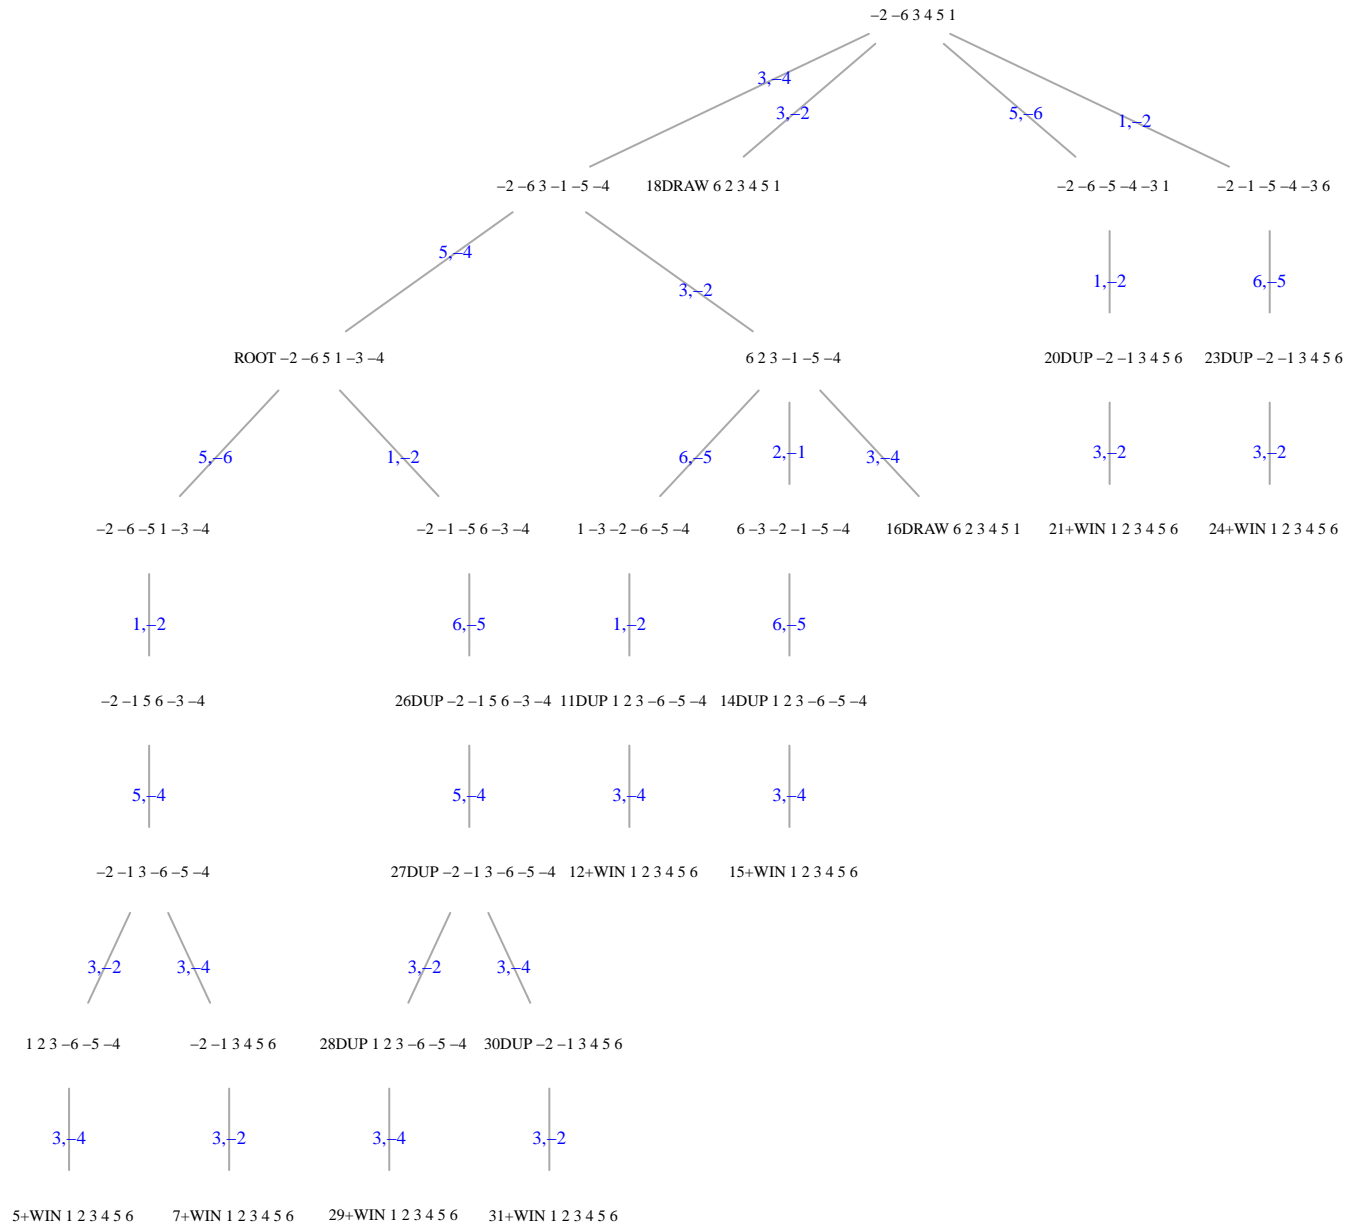 −2 −6 3 4 5 1
3,−4
3,−2
5,−6
1,−2
−2 −6 3 −1 −5 −4
18DRAW 6 2 3 4 5 1
−2 −6 −5 −4 −3 1
−2 −1 −5 −4 −3 6
5,−4
3,−2
1,−2
6,−5
ROOT −2 −6 5 1 −3 −4
6 2 3 −1 −5 −4
20DUP −2 −1 3 4 5 6
23DUP −2 −1 3 4 5 6
5,−6
1,−2
6,−5
2,−1
3,−4
3,−2
3,−2
−2 −6 −5 1 −3 −4
−2 −1 −5 6 −3 −4
1 −3 −2 −6 −5 −4
6 −3 −2 −1 −5 −4
16DRAW 6 2 3 4 5 1
21+WIN 1 2 3 4 5 6
24+WIN 1 2 3 4 5 6
1,−2
6,−5
1,−2
6,−5
−2 −1 5 6 −3 −4
26DUP −2 −1 5 6 −3 −4
11DUP 1 2 3 −6 −5 −4
14DUP 1 2 3 −6 −5 −4
5,−4
5,−4
3,−4
3,−4
−2 −1 3 −6 −5 −4
27DUP −2 −1 3 −6 −5 −4
12+WIN 1 2 3 4 5 6
15+WIN 1 2 3 4 5 6
3,−2
3,−4
3,−2
3,−4
1 2 3 −6 −5 −4
−2 −1 3 4 5 6
28DUP 1 2 3 −6 −5 −4
30DUP −2 −1 3 4 5 6
3,−4
3,−2
3,−4
3,−2
5+WIN 1 2 3 4 5 6
7+WIN 1 2 3 4 5 6
29+WIN 1 2 3 4 5 6
31+WIN 1 2 3 4 5 6